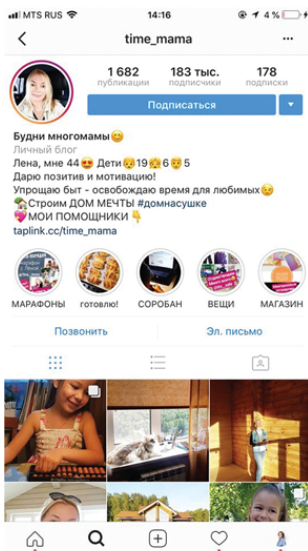 MTS RUS 14:16 4 %
time_mama
1 682 183 тыс. 178
публикации подписчики подписки
Подписаться
Будни многомамы😊
Личный блог
Лена, мне 44😍 Дети😥19👶6👶5
Дарю позитив и мотивацию!
Упрощаю быт - освобождаю время для любимых😉
🏡Строим ДОМ МЕЧТЫ #домнасушке
💖МОИ ПОМОЩНИКИ👇
taplink.cc/time_mama
МАРАФОНЫ готовлю! СОРОБАН ВЕЩИ МАГАЗИН
Позвонить Эл. письмо